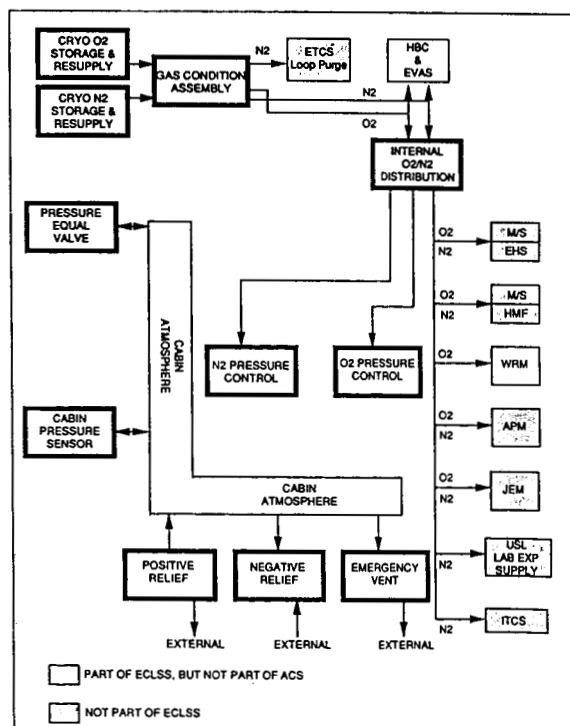 CRYO O2
STORAGE &
RESUPPLY
CRYO N2
STORAGE &
RESUPPLY
GAS CONDITION
ASSEMBLY
N2
ETCS
Loop Purge
HBC
&
EVAS
N2
O2
INTERNAL
O2/N2
DISTRIBUTION
PRESSURE
EQUAL
VALVE
CABIN
ATMOSPHERE
N2 PRESSURE
CONTROL
O2 PRESSURE
CONTROL
O2
N2
M/S
EHS
O2
N2
M/S
HMF
O2
WRM
O2
N2
APM
O2
N2
JEM
N2
USL
LAB EXP
SUPPLY
N2
ITCS
CABIN
PRESSURE
SENSOR
CABIN
ATMOSPHERE
POSITIVE
RELIEF
NEGATIVE
RELIEF
EMERGENCY
VENT
EXTERNAL
EXTERNAL
EXTERNAL
PART OF ECLSS, BUT NOT PART OF ACS
NOT PART OF ECLSS